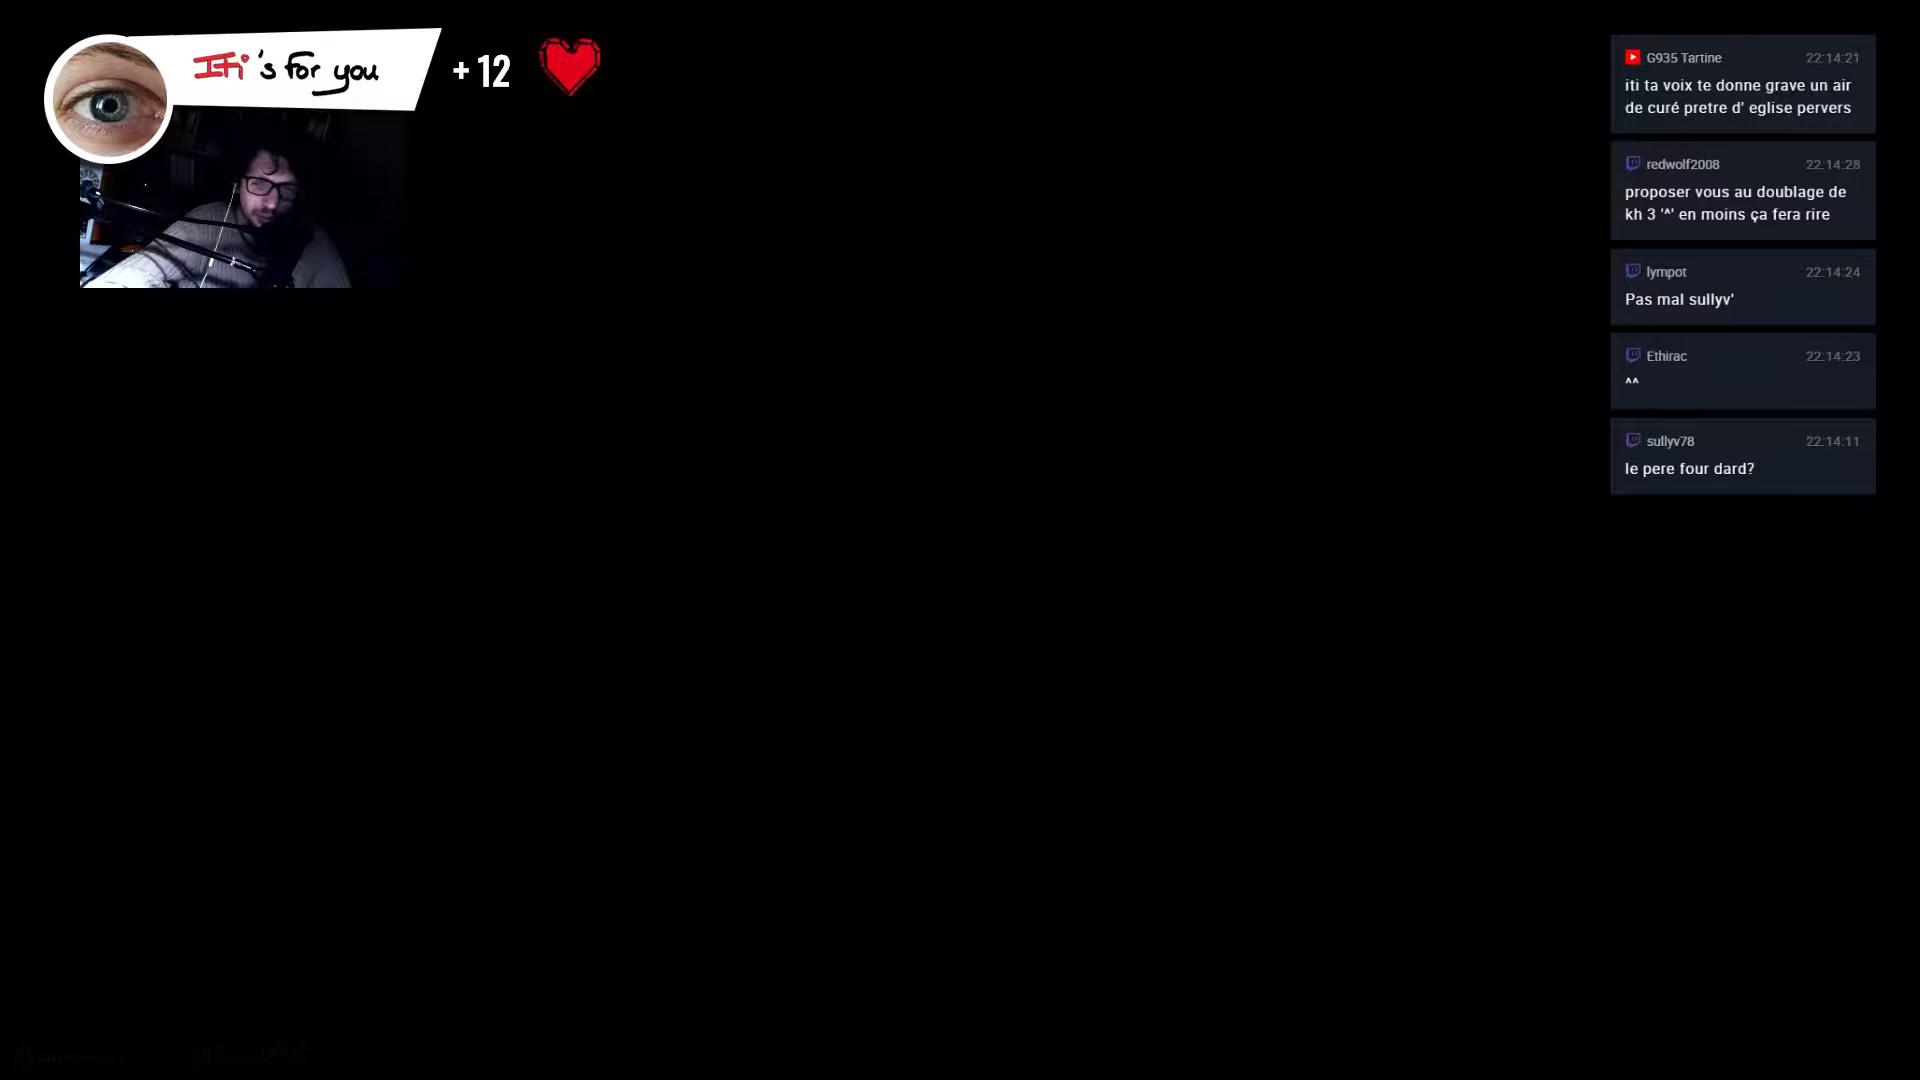 Iti's for you
+12
G935 Tartine 22:14:21
iti ta voix te donne grave un air
de curé pretre d' eglise pervers
redwolf2008 22:14:28
proposer vous au doublage de
kh 3 '^' en moins ça fera rire
lympot 22:14:24
Pas mal sullyv'
Ethirac 22:14:23
^^
sullyv78 22:14:11
le pere four dard?